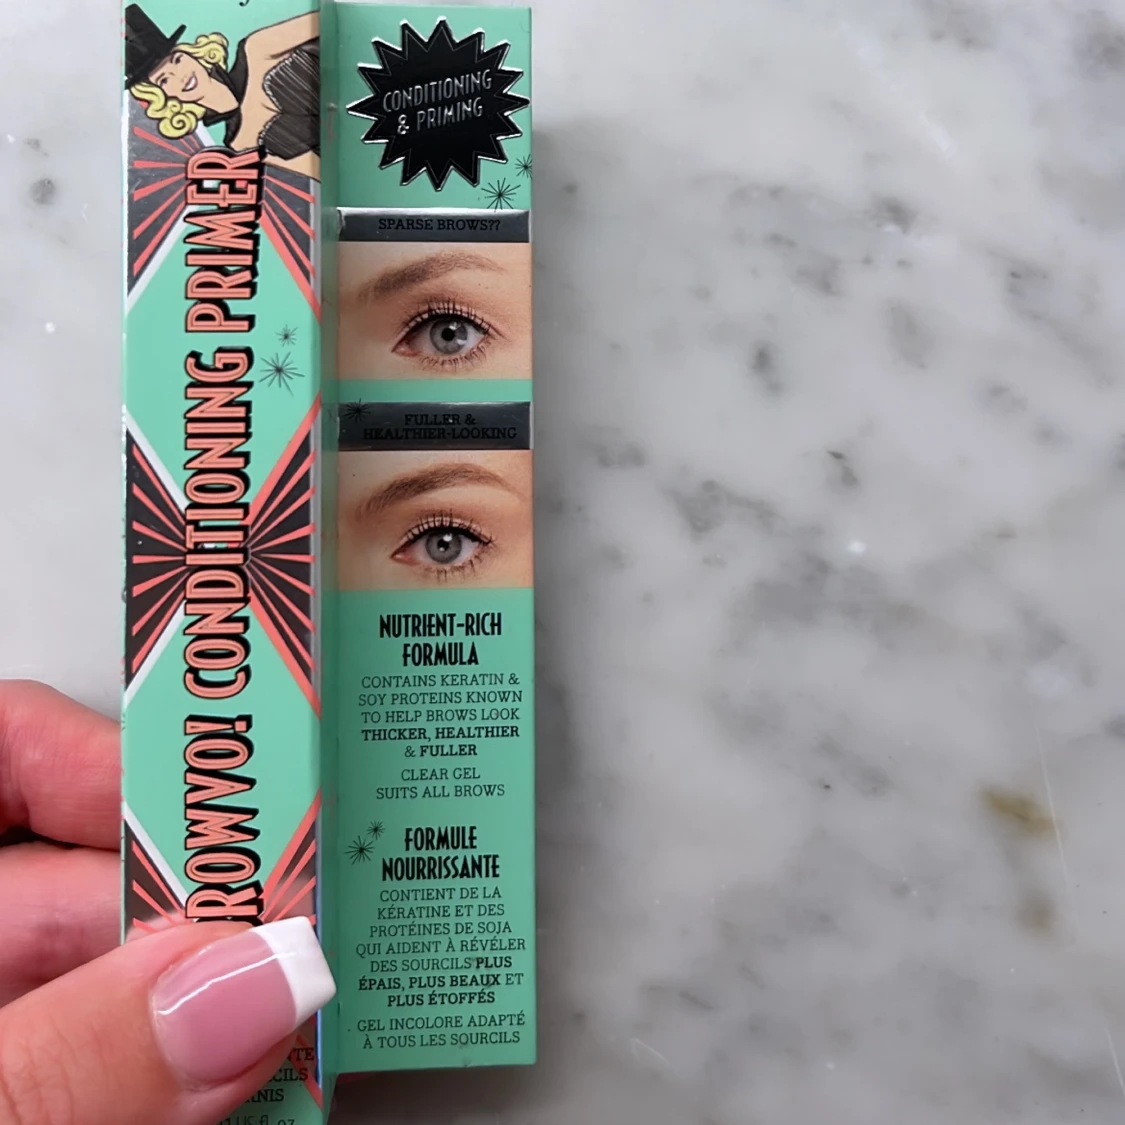 ROWVO! CONDITIONING PRIMER
CONDITIONING
& PRIMING
SPARSE BROWS??
FULLER &
HEALTHIER-LOOKING
NUTRIENT-RICH
FORMULA
CONTAINS KERATIN &
SOY PROTEINS KNOWN
TO HELP BROWS LOOK
THICKER, HEALTHIER
& FULLER
CLEAR GEL
SUITS ALL BROWS
FORMULE
NOURRISSANTE
CONTIENT DE LA
KÉRATINE ET DES
PROTÉINES DE SOJA
QUI AIDENT À RÉVÉLER
DES SOURCILS PLUS
ÉPAIS, PLUS BEAUX ET
PLUS ÉTOFFÉS
GEL INCOLORE ADAPTÉ
À TOUS LES SOURCILS